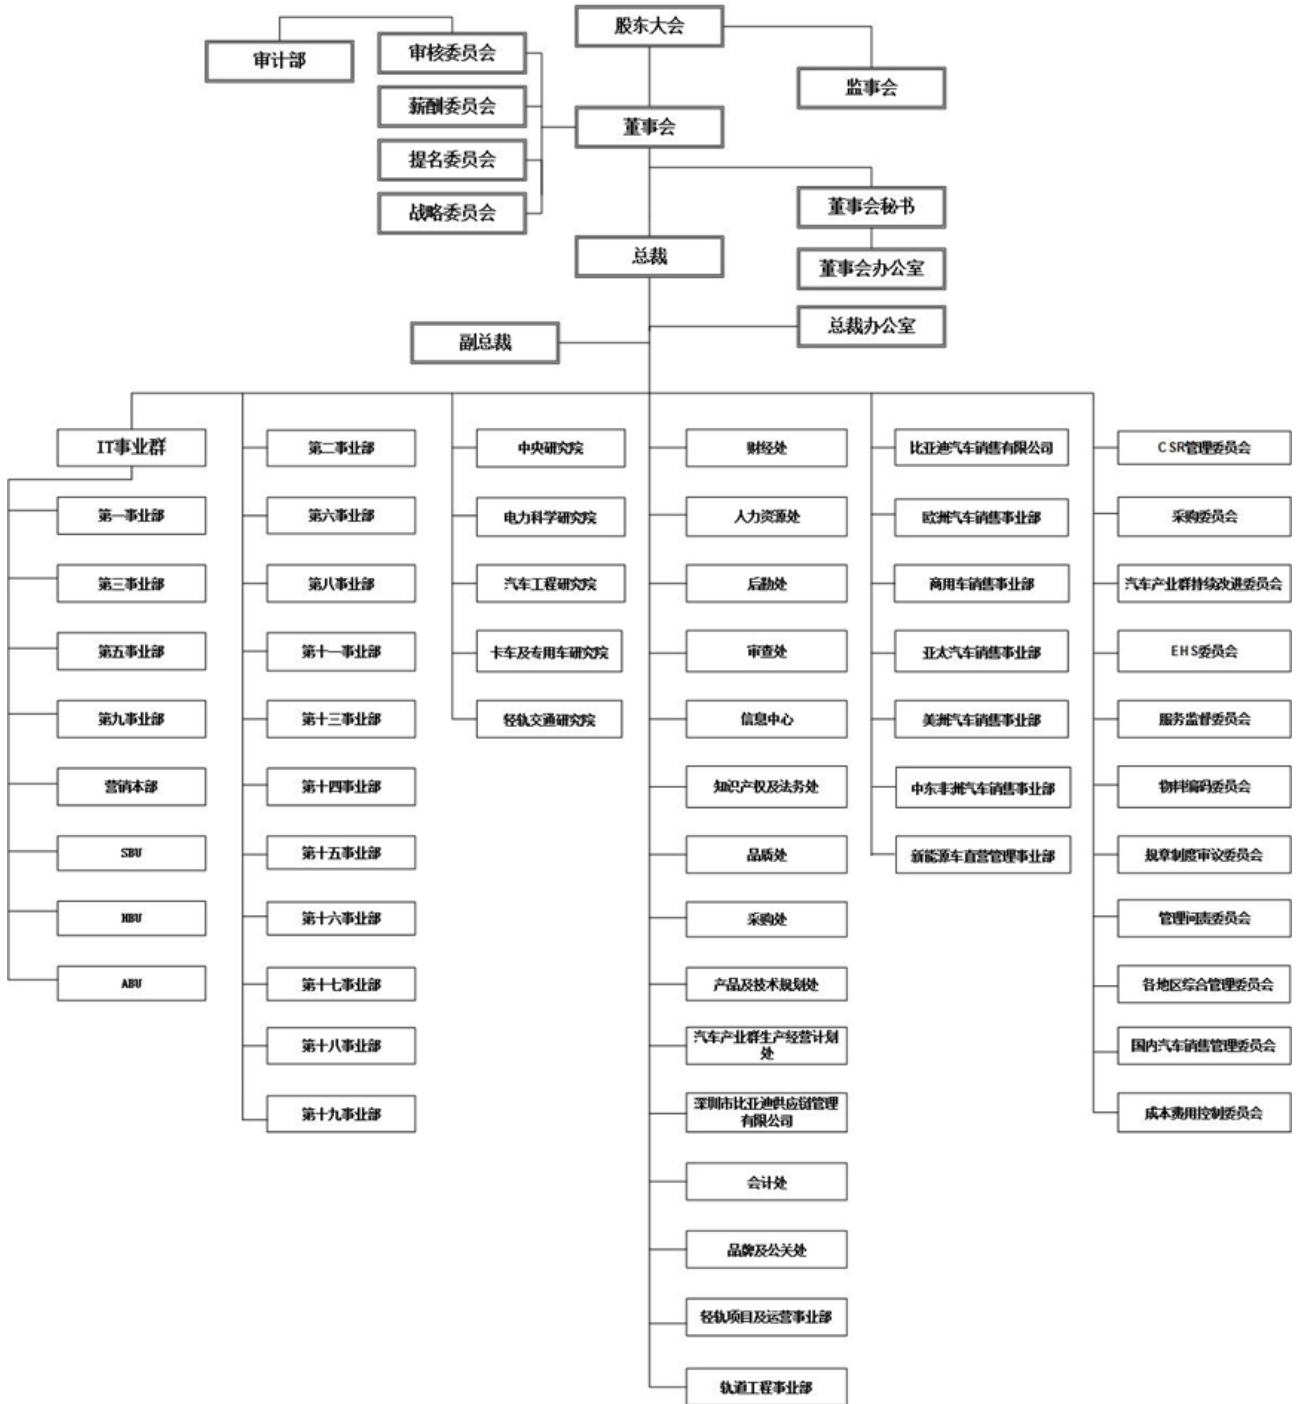 股东大会
审核委员会
审计部
监事会
薪酬委员会
董事会
提名委员会
战略委员会
董事会秘书
总裁
董事会办公室
总裁办公室
副总裁
IT事业群
第一事业部
第三事业部
第五事业部
第九事业部
营销本部
SBU
HBU
ABU
第二事业部
第六事业部
第八事业部
第十一事业部
第十三事业部
第十四事业部
第十五事业部
第十六事业部
第十七事业部
第十八事业部
第十九事业部
中央研究院
电力科学研究院
汽车工程研究院
卡车及专用车研究院
轻轨交通研究院
财经处
人力资源处
后勤处
审查处
信息中心
知识产权及法务处
品质处
采购处
产品及技术规划处
汽车产业群生产经营计划
处
深圳市比亚迪供应链管理
有限公司
会计处
品牌及公关处
轻轨项目及运营事业部
轨道工程事业部
比亚迪汽车销售有限公司
欧洲汽车销售事业部
商用车销售事业部
亚太汽车销售事业部
美洲汽车销售事业部
中东非洲汽车销售事业部
新能源车直营管理事业部
CSR管理委员会
采购委员会
汽车产业群持续改进委员会
EHS委员会
服务监督委员会
物料编码委员会
规章制度审议委员会
管理问责委员会
各地区综合管理委员会
国内汽车销售管理委员会
成本费用控制委员会